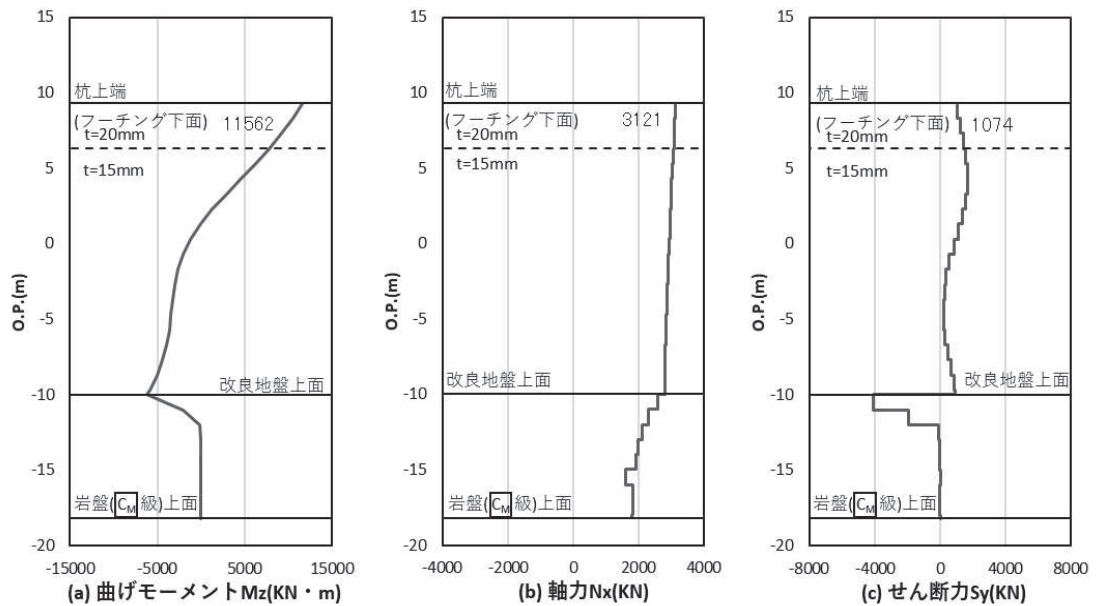 15
10
5
0
-5
-10
-15
-20
O.P.(m)
杭上端
(フーチング下面) 11562
t=20mm
t=15mm
改良地盤上面
岩盤(CM級)上面
-15000 -5000 5000 15000
(a) 曲げモーメントMz(KN・m)
15
10
5
0
-5
-10
-15
-20
O.P.(m)
杭上端
(フーチング下面) 3121
t=20mm
t=15mm
改良地盤上面
岩盤(CM級)上面
-4000 -2000 0 2000 4000
(b) 軸力Nx(KN)
15
10
5
0
-5
-10
-15
-20
O.P.(m)
杭上端
(フーチング下面) 1074
t=20mm
t=15mm
改良地盤上面
岩盤(CM級)上面
-8000 -4000 0 4000 8000
(c) せん断力Sy(KN)